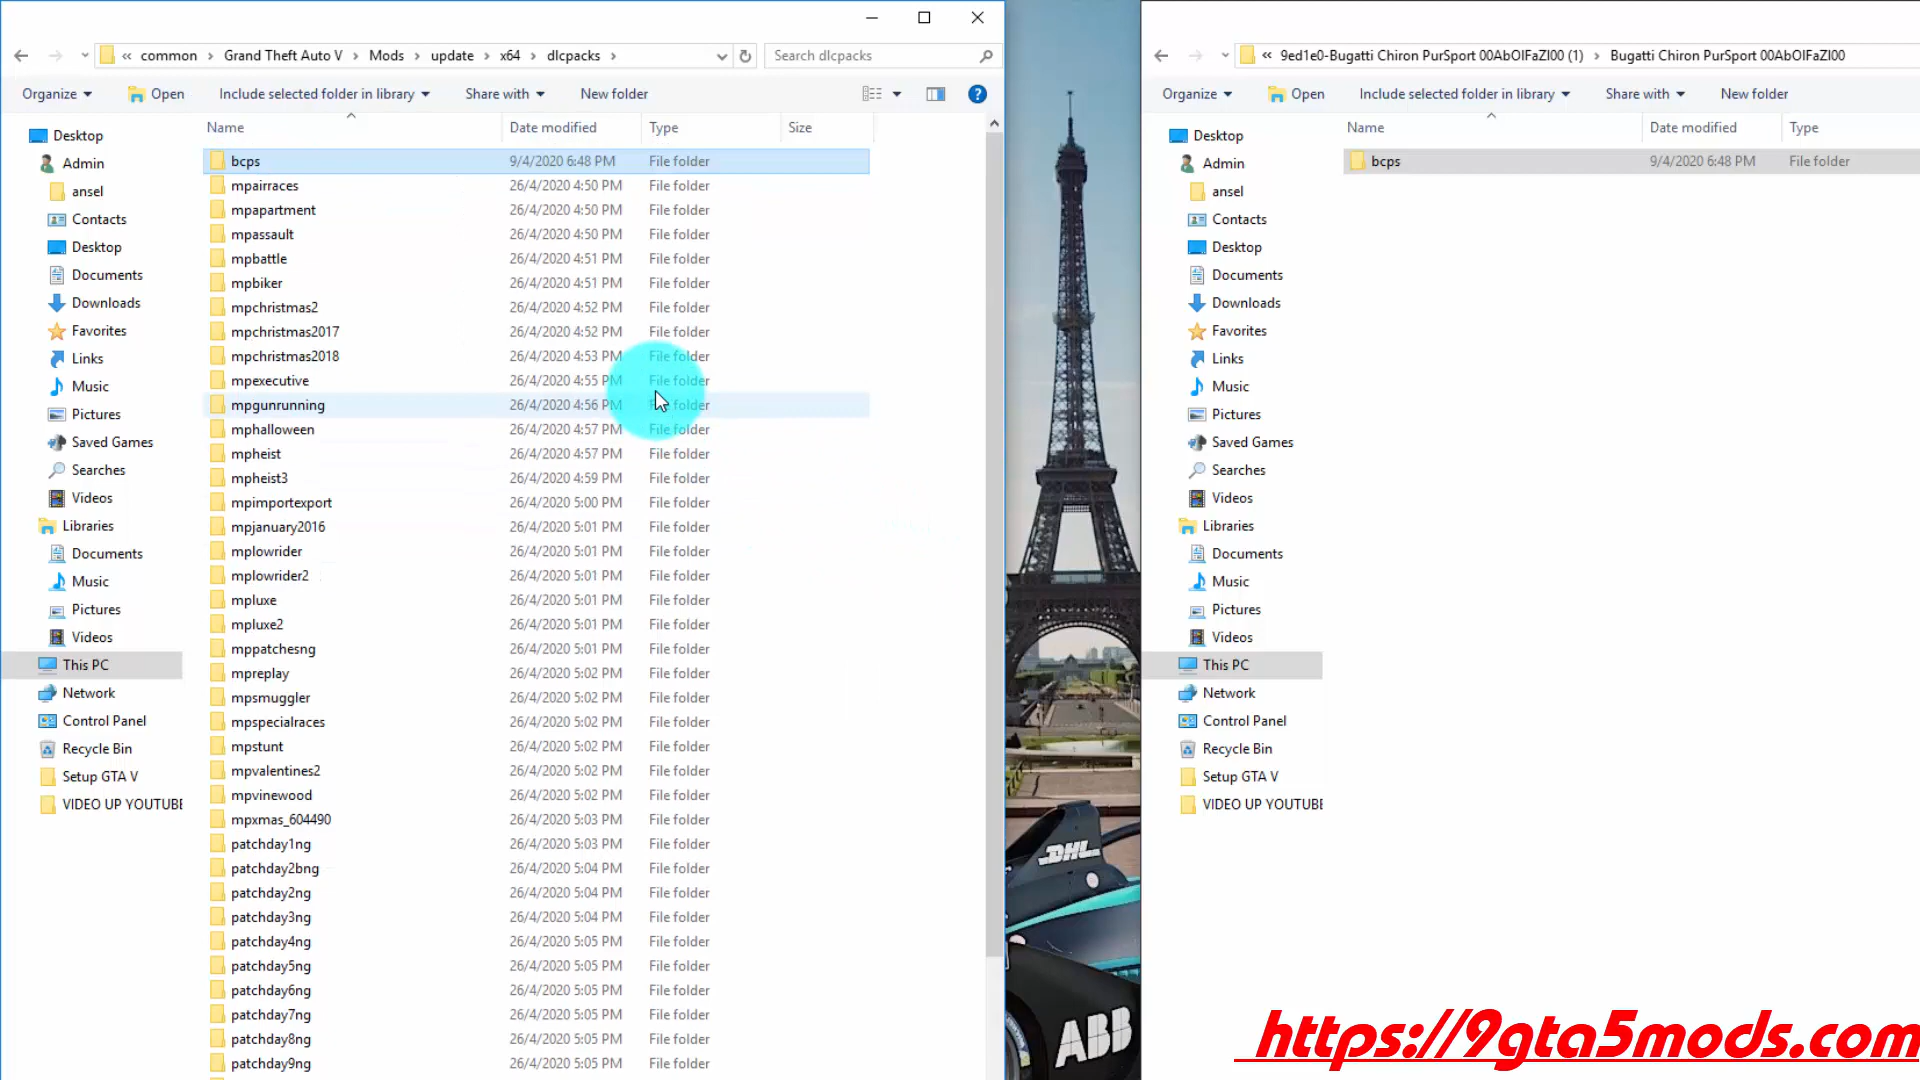 « common > Grand Theft Auto V > Mods > update > x64 > dlcpacks >
Search dlcpacks
Organize
Open
Include selected folder in library
Share with
New folder
Name
Date modified
Type
Size
Desktop
Admin
ansel
Contacts
Desktop
Documents
Downloads
Favorites
Links
Music
Pictures
Saved Games
Searches
Videos
Libraries
Documents
Music
Pictures
Videos
This PC
Network
Control Panel
Recycle Bin
Setup GTA V
VIDEO UP YOUTUBE
bcps 9/4/2020 6:48 PM File folder
mpairraces 26/4/2020 4:50 PM File folder
mpapartment 26/4/2020 4:50 PM File folder
mpassault 26/4/2020 4:50 PM File folder
mpbattle 26/4/2020 4:51 PM File folder
mpbiker 26/4/2020 4:51 PM File folder
mpchristmas2 26/4/2020 4:52 PM File folder
mpchristmas2017 26/4/2020 4:52 PM File folder
mpchristmas2018 26/4/2020 4:53 PM File folder
mpexecutive 26/4/2020 4:55 PM File folder
mpgunrunning 26/4/2020 4:56 PM File folder
mphalloween 26/4/2020 4:57 PM File folder
mpheist 26/4/2020 4:57 PM File folder
mpheist3 26/4/2020 4:59 PM File folder
mpimportexport 26/4/2020 5:00 PM File folder
mpjanuary2016 26/4/2020 5:01 PM File folder
mplowrider 26/4/2020 5:01 PM File folder
mplowrider2 26/4/2020 5:01 PM File folder
mpluxe 26/4/2020 5:01 PM File folder
mpluxe2 26/4/2020 5:01 PM File folder
mppatchesng 26/4/2020 5:01 PM File folder
mpreplay 26/4/2020 5:02 PM File folder
mpsmuggler 26/4/2020 5:02 PM File folder
mpspecialraces 26/4/2020 5:02 PM File folder
mpstunt 26/4/2020 5:02 PM File folder
mpvalentines2 26/4/2020 5:02 PM File folder
mpvinewood 26/4/2020 5:02 PM File folder
mpxmas_604490 26/4/2020 5:03 PM File folder
patchday1ng 26/4/2020 5:03 PM File folder
patchday2bng 26/4/2020 5:04 PM File folder
patchday2ng 26/4/2020 5:04 PM File folder
patchday3ng 26/4/2020 5:04 PM File folder
patchday4ng 26/4/2020 5:05 PM File folder
patchday5ng 26/4/2020 5:05 PM File folder
patchday6ng 26/4/2020 5:05 PM File folder
patchday7ng 26/4/2020 5:05 PM File folder
patchday8ng 26/4/2020 5:05 PM File folder
patchday9ng 26/4/2020 5:05 PM File folder
DHL
ABB
« 9ed1e0-Bugatti Chiron PurSport 00AbOlFaZl00 (1) > Bugatti Chiron PurSport 00AbOlFaZl00
Organize
Open
Include selected folder in library
Share with
New folder
Name
Date modified
Type
Desktop
Admin
ansel
Contacts
Desktop
Documents
Downloads
Favorites
Links
Music
Pictures
Saved Games
Searches
Videos
Libraries
Documents
Music
Pictures
Videos
This PC
Network
Control Panel
Recycle Bin
Setup GTA V
VIDEO UP YOUTUBE
bcps 9/4/2020 6:48 PM File folder
https://9gta5mods.com